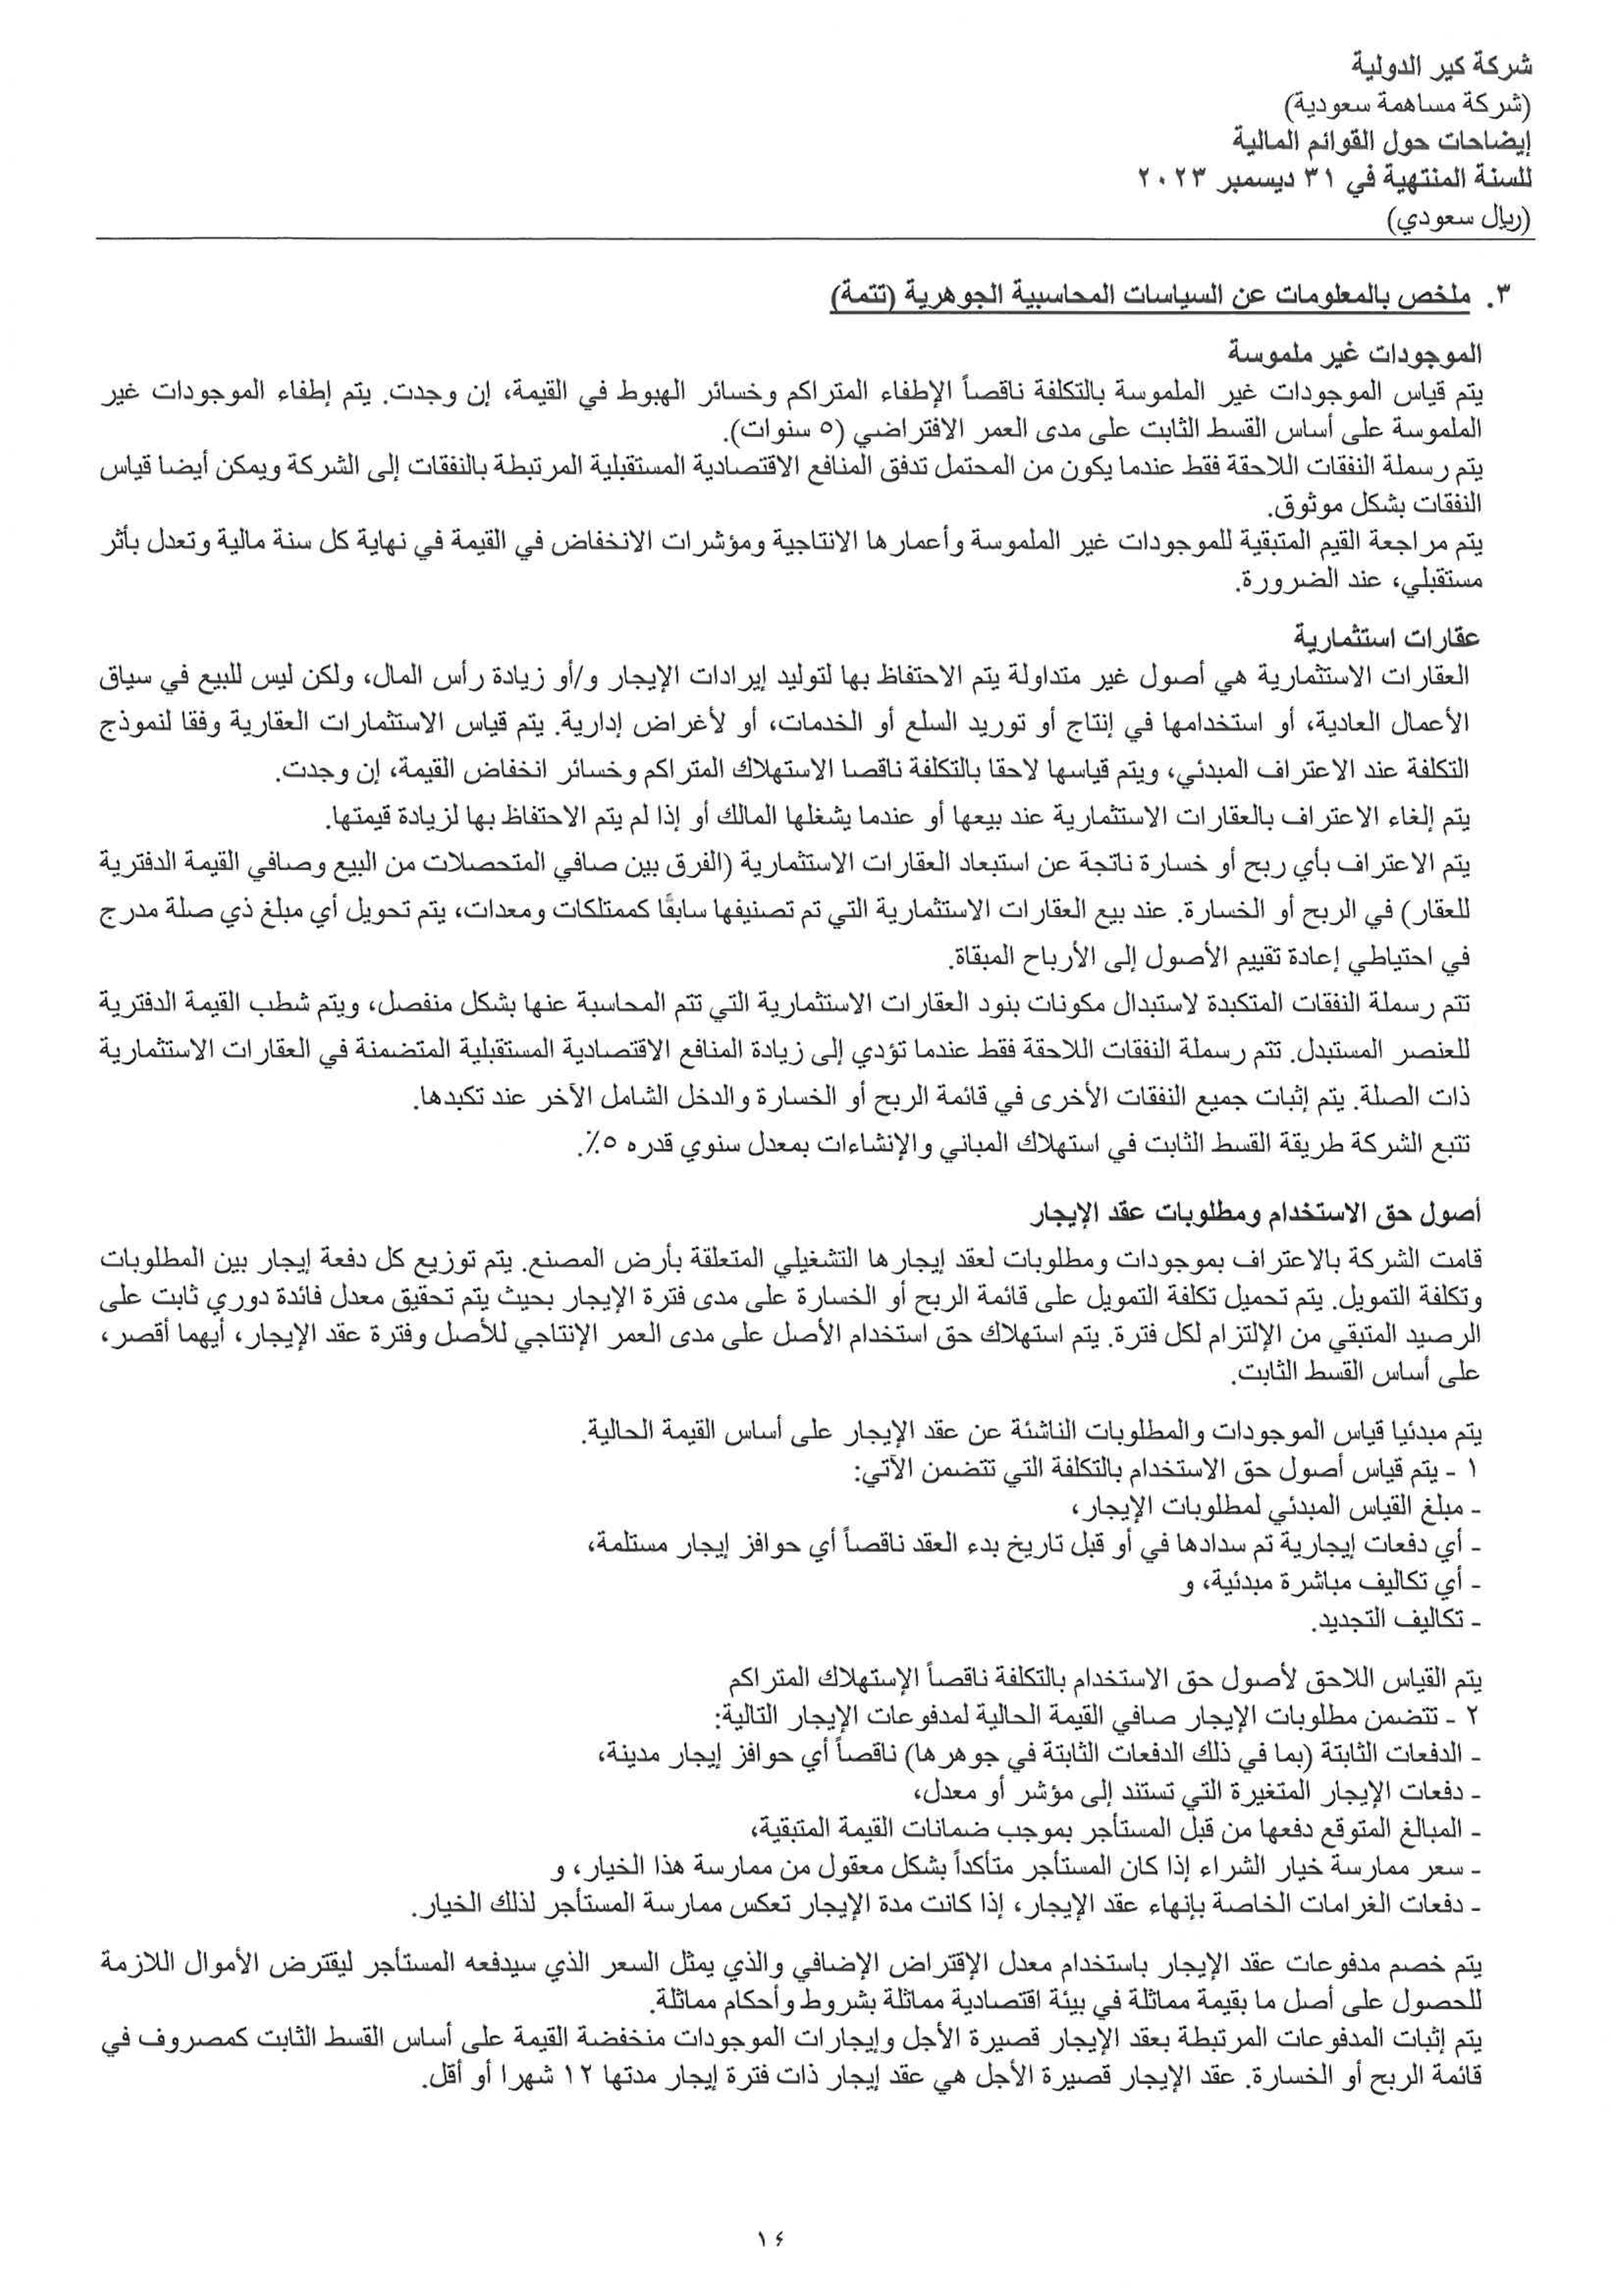 شركة كير الدولية
(شركة مساهمة سعودية)
إيضاحات حول القوائم المالية
للسنة المنتهية في ٣١ ديسمبر ٢٠٢٣
(ريال سعودي)
٣. ملخص بالمعلومات عن السياسات المحاسبية الجوهرية (تتمة)
الموجودات غير ملموسة
يتم قياس الموجودات غير الملموسة بالتكلفة ناقصاً الإطفاء المتراكم وخسائر الهبوط في القيمة، إن وجدت. يتم إطفاء الموجودات غير
الملموسة على أساس القسط الثابت على مدى العمر الافتراضي (٥ سنوات).
يتم رسملة النفقات اللاحقة فقط عندما يكون من المحتمل تدفق المنافع الاقتصادية المستقبلية المرتبطة بالنفقات إلى الشركة ويمكن أيضا قياس
النفقات بشكل موثوق.
يتم مراجعة القيم المتبقية للموجودات غير الملموسة وأعمارها الانتاجية ومؤشرات الانخفاض في القيمة في نهاية كل سنة مالية وتعدل بأثر
مستقبلي، عند الضرورة.
عقارات استثمارية
العقارات الاستثمارية هي أصول غير متداولة يتم الاحتفاظ بها لتوليد إيرادات الإيجار و/أو زيادة رأس المال، ولكن ليس للبيع في سياق
الأعمال العادية، أو استخدامها في إنتاج أو توريد السلع أو الخدمات، أو لأغراض إدارية. يتم قياس الاستثمارات العقارية وفقا لنموذج
التكلفة عند الاعتراف المبدئي، ويتم قياسها لاحقا بالتكلفة ناقصا الاستهلاك المتراكم وخسائر انخفاض القيمة، إن وجدت.
يتم إلغاء الاعتراف بالعقارات الاستثمارية عند بيعها أو عندما يشغلها المالك أو إذا لم يتم الاحتفاظ بها لزيادة قيمتها.
يتم الاعتراف بأي ربح أو خسارة ناتجة عن استبعاد العقارات الاستثمارية (الفرق بين صافي المتحصلات من البيع وصافي القيمة الدفترية
للعقار) في الربح أو الخسارة. عند بيع العقارات الاستثمارية التي تم تصنيفها سابقًا كممتلكات ومعدات، يتم تحويل أي مبلغ ذي صلة مدرج
في احتياطي إعادة تقييم الأصول إلى الأرباح المبقاة.
تتم رسملة النفقات المتكبدة لاستبدال مكونات بنود العقارات الاستثمارية التي تتم المحاسبة عنها بشكل منفصل، ويتم شطب القيمة الدفترية
للعنصر المستبدل. تتم رسملة النفقات اللاحقة فقط عندما تؤدي إلى زيادة المنافع الاقتصادية المستقبلية المتضمنة في العقارات الاستثمارية
ذات الصلة. يتم إثبات جميع النفقات الأخرى في قائمة الربح أو الخسارة والدخل الشامل الآخر عند تكبدها.
تتبع الشركة طريقة القسط الثابت في استهلاك المباني والإنشاءات بمعدل سنوي قدره ٥٪.
أصول حق الاستخدام ومطلوبات عقد الإيجار
قامت الشركة بالاعتراف بموجودات ومطلوبات لعقد إيجارها التشغيلي المتعلقة بأرض المصنع. يتم توزيع كل دفعة إيجار بين المطلوبات
وتكلفة التمويل. يتم تحميل تكلفة التمويل على قائمة الربح أو الخسارة على مدى فترة الإيجار بحيث يتم تحقيق معدل فائدة دوري ثابت على
الرصيد المتبقي من الإلتزام لكل فترة. يتم استهلاك حق استخدام الأصل على مدى العمر الإنتاجي للأصل وفترة عقد الإيجار، أيهما أقصر،
على أساس القسط الثابت.
يتم مبدئيا قياس الموجودات والمطلوبات الناشئة عن عقد الإيجار على أساس القيمة الحالية.
١ - يتم قياس أصول حق الاستخدام بالتكلفة التي تتضمن الآتي:
- مبلغ القياس المبدئي لمطلوبات الإيجار،
- أي دفعات إيجارية تم سدادها في أو قبل تاريخ بدء العقد ناقصاً أي حوافز إيجار مستلمة،
- أي تكاليف مباشرة مبدئية، و
- تكاليف التجديد.
يتم القياس اللاحق لأصول حق الاستخدام بالتكلفة ناقصاً الإستهلاك المتراكم
٢ - تتضمن مطلوبات الإيجار صافي القيمة الحالية لمدفوعات الإيجار التالية:
- الدفعات الثابتة (بما في ذلك الدفعات الثابتة في جوهرها) ناقصاً أي حوافز إيجار مدينة،
- دفعات الإيجار المتغيرة التي تستند إلى مؤشر أو معدل،
- المبالغ المتوقع دفعها من قبل المستأجر بموجب ضمانات القيمة المتبقية،
- سعر ممارسة خيار الشراء إذا كان المستأجر متأكداً بشكل معقول من ممارسة هذا الخيار، و
- دفعات الغرامات الخاصة بإنهاء عقد الإيجار، إذا كانت مدة الإيجار تعكس ممارسة المستأجر لذلك الخيار.
يتم خصم مدفوعات عقد الإيجار باستخدام معدل الإقتراض الإضافي والذي يمثل السعر الذي سيدفعه المستأجر ليقترض الأموال اللازمة
للحصول على أصل ما بقيمة مماثلة في بيئة اقتصادية مماثلة بشروط وأحكام مماثلة.
يتم إثبات المدفوعات المرتبطة بعقد الإيجار قصيرة الأجل وإيجارات الموجودات منخفضة القيمة على أساس القسط الثابت كمصروف في
قائمة الربح أو الخسارة. عقد الإيجار قصيرة الأجل هي عقد إيجار ذات فترة إيجار مدتها ١٢ شهرا أو أقل.
١٤